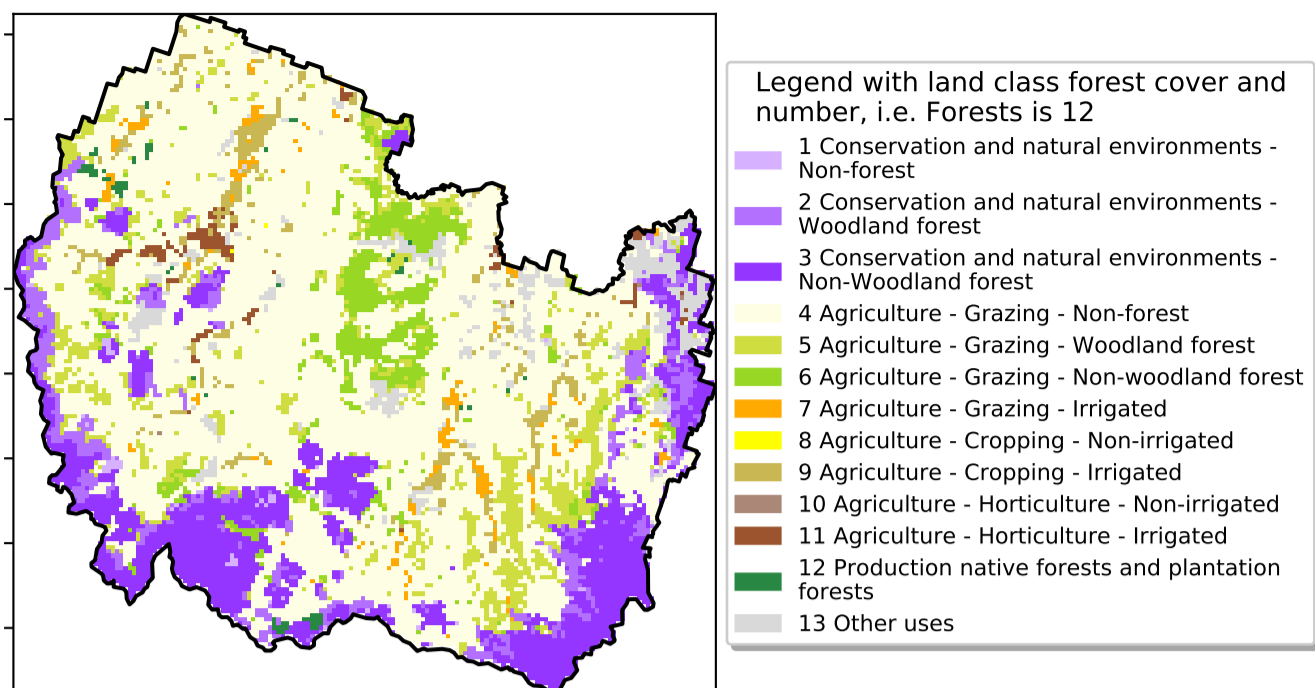 Legend with land class forest cover and
number, i.e. Forests is 12
1 Conservation and natural environments -
Non-forest
2 Conservation and natural environments -
Woodland forest
3 Conservation and natural environments -
Non-Woodland forest
4 Agriculture - Grazing - Non-forest
5 Agriculture - Grazing - Woodland forest
6 Agriculture - Grazing - Non-woodland forest
7 Agriculture - Grazing - Irrigated
8 Agriculture - Cropping - Non-irrigated
9 Agriculture - Cropping - Irrigated
10 Agriculture - Horticulture - Non-irrigated
11 Agriculture - Horticulture - Irrigated
12 Production native forests and plantation
forests
13 Other uses